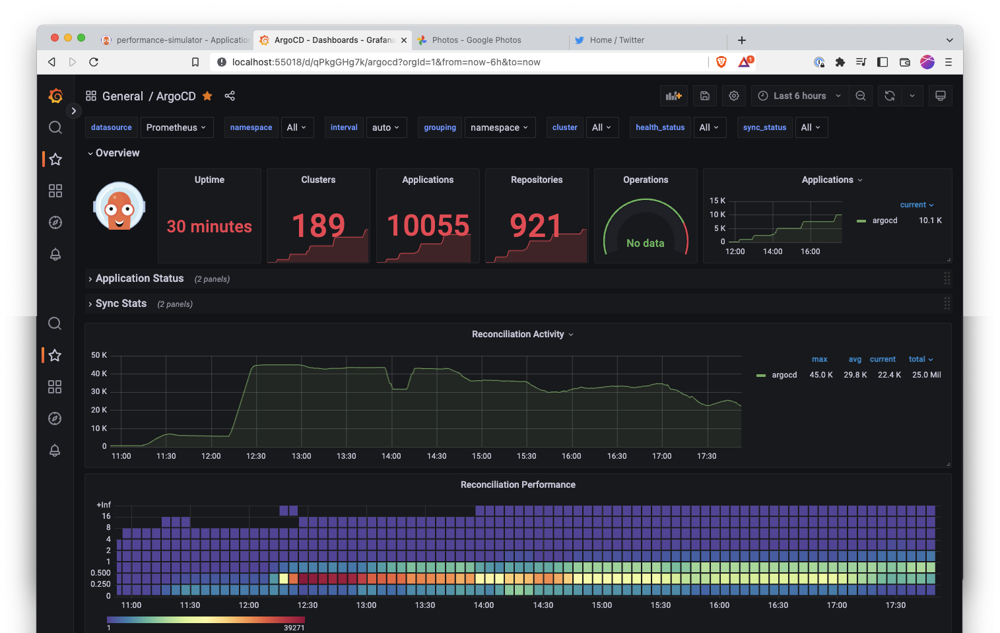 performance-simulator - Application
ArgoCD - Dashboards - Grafana
Photos - Google Photos
Home / Twitter
localhost:55018/d/qPkgGHg7k/argocd?orgId=1&from=now-6h&to=now
1
General / ArgoCD
Last 6 hours
datasource Prometheus namespace All interval auto grouping namespace cluster All health_status All sync_status All
Overview
Uptime
30 minutes
Clusters
189
Applications
10055
Repositories
921
Operations
No data
Applications
15 K
10 K
5 K
0
12:00 14:00 16:00
current
argocd 10.1 K
Application Status (2 panels)
Sync Stats (2 panels)
Reconciliation Activity
50 K
40 K
30 K
20 K
10 K
0
11:00 11:30 12:00 12:30 13:00 13:30 14:00 14:30 15:00 15:30 16:00 16:30 17:00 17:30
max avg current total
argocd 45.0 K 29.8 K 22.4 K 25.0 Mil
Reconciliation Performance
+Inf
16
8
4
2
1
0.500
0.250
0
11:00 11:30 12:00 12:30 13:00 13:30 14:00 14:30 15:00 15:30 16:00 16:30 17:00 17:30
1 39271